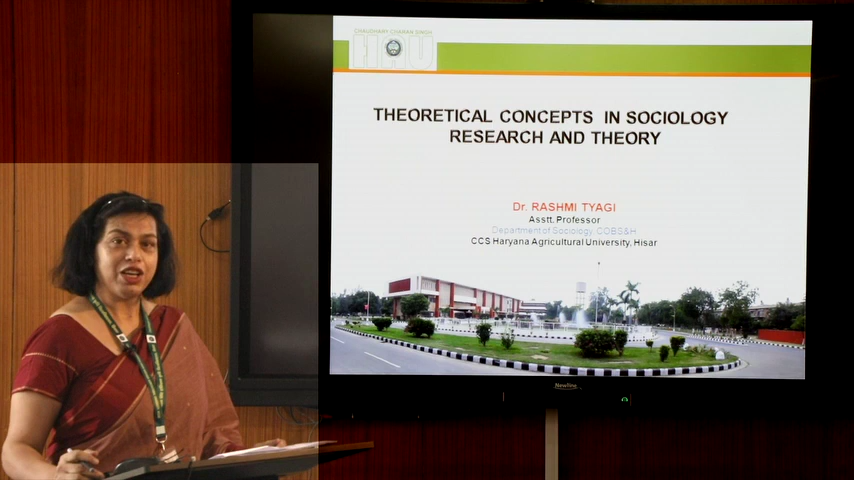 CHAUDHARY CHARAN SINGH
HAU
THEORETICAL CONCEPTS IN SOCIOLOGY
RESEARCH AND THEORY
Dr. RASHMI TYAGI
Asstt. Professor
Department of Sociology, COBS&H
CCS Haryana Agricultural University, Hisar
Newline